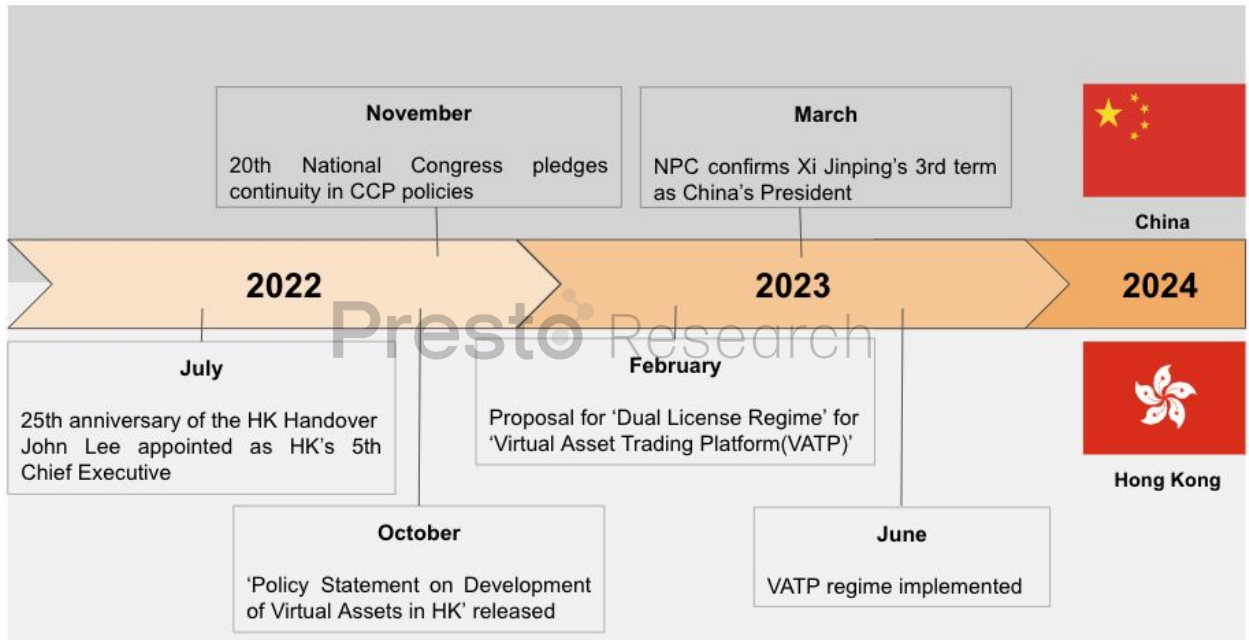 November
20th National Congress pledges
continuity in CCP policies
March
NPC confirms Xi Jinping's 3rd term
as China's President
China
2022
2023
2024
Presto Research
July
25th anniversary of the HK Handover
John Lee appointed as HK's 5th
Chief Executive
February
Proposal for ‘Dual License Regime’ for
‘Virtual Asset Trading Platform(VATP)’
Hong Kong
October
‘Policy Statement on Development
of Virtual Assets in HK’ released
June
VATP regime implemented